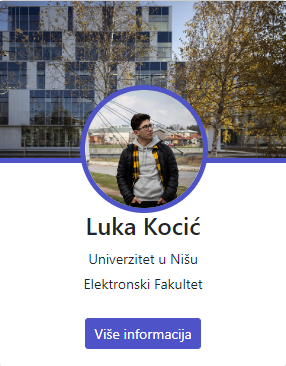 Luka Kocić
Univerzitet u Nišu
Elektronski Fakultet
Više informacija